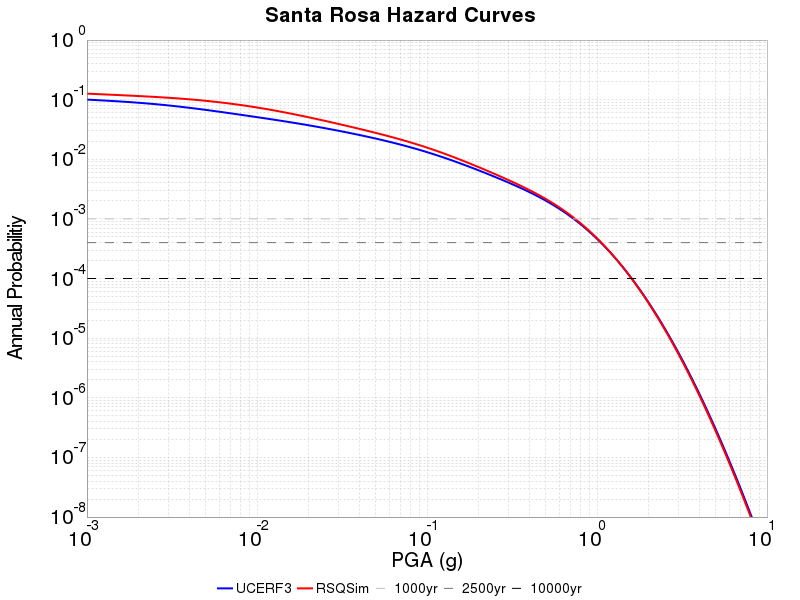 Santa Rosa Hazard Curves
Annual Probabilitiy
10^0
10^-1
10^-2
10^-3
10^-4
10^-5
10^-6
10^-7
10^-8
10^-3 10^-2 10^-1 10^0 10^1
PGA (g)
UCERF3 RSQSim 1000yr 2500yr 10000yr